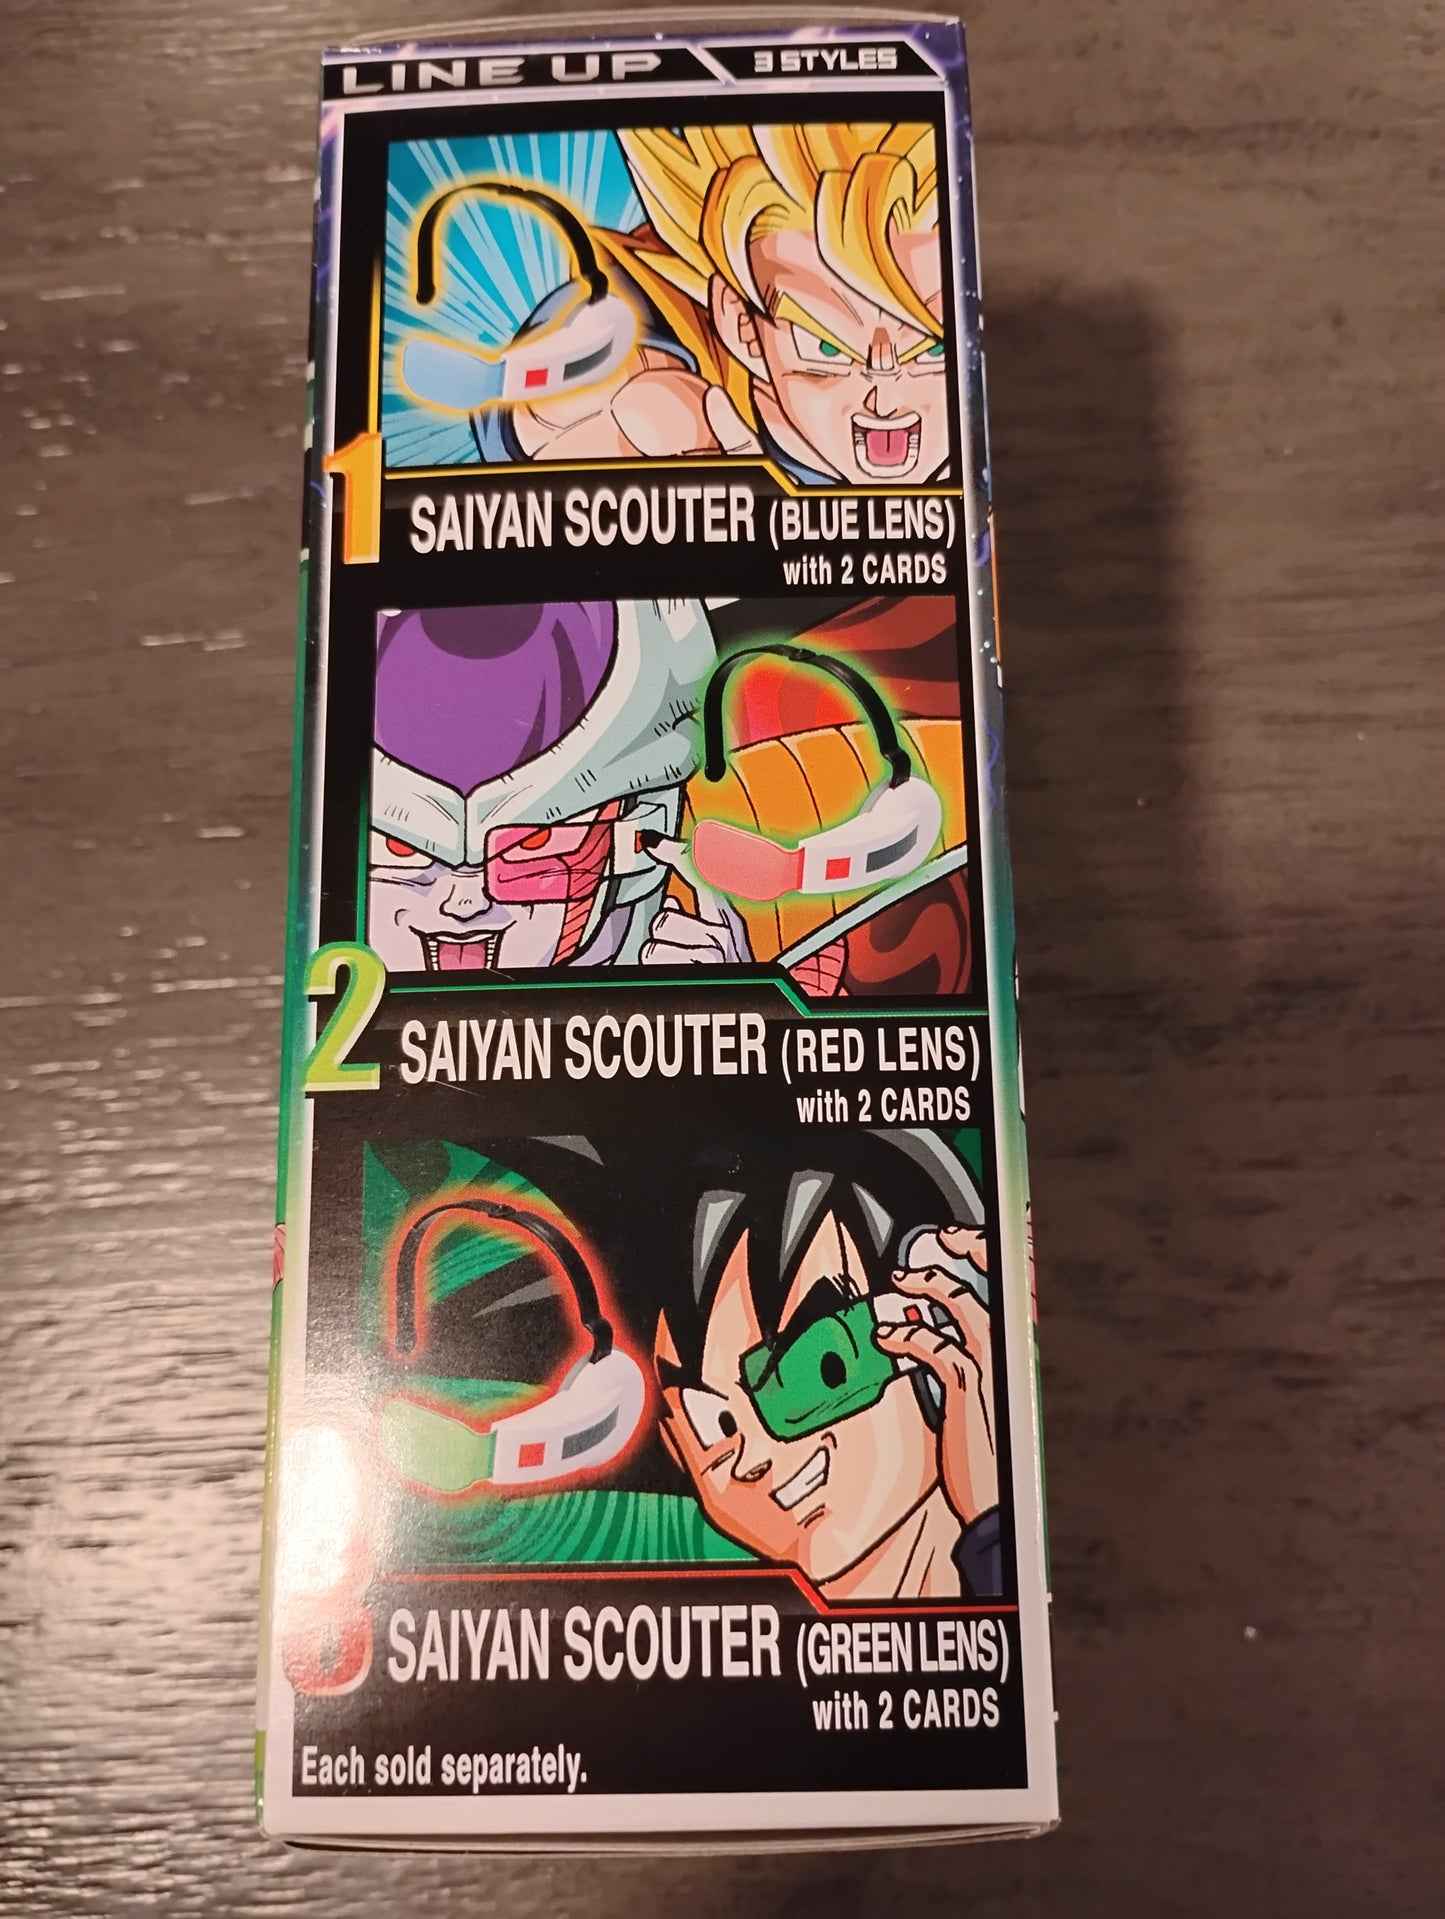 LINE UP 3 STYLES
1 SAIYAN SCOUTER (BLUE LENS)
with 2 CARDS
2 SAIYAN SCOUTER (RED LENS)
with 2 CARDS
3 SAIYAN SCOUTER (GREEN LENS)
with 2 CARDS
Each sold separately.